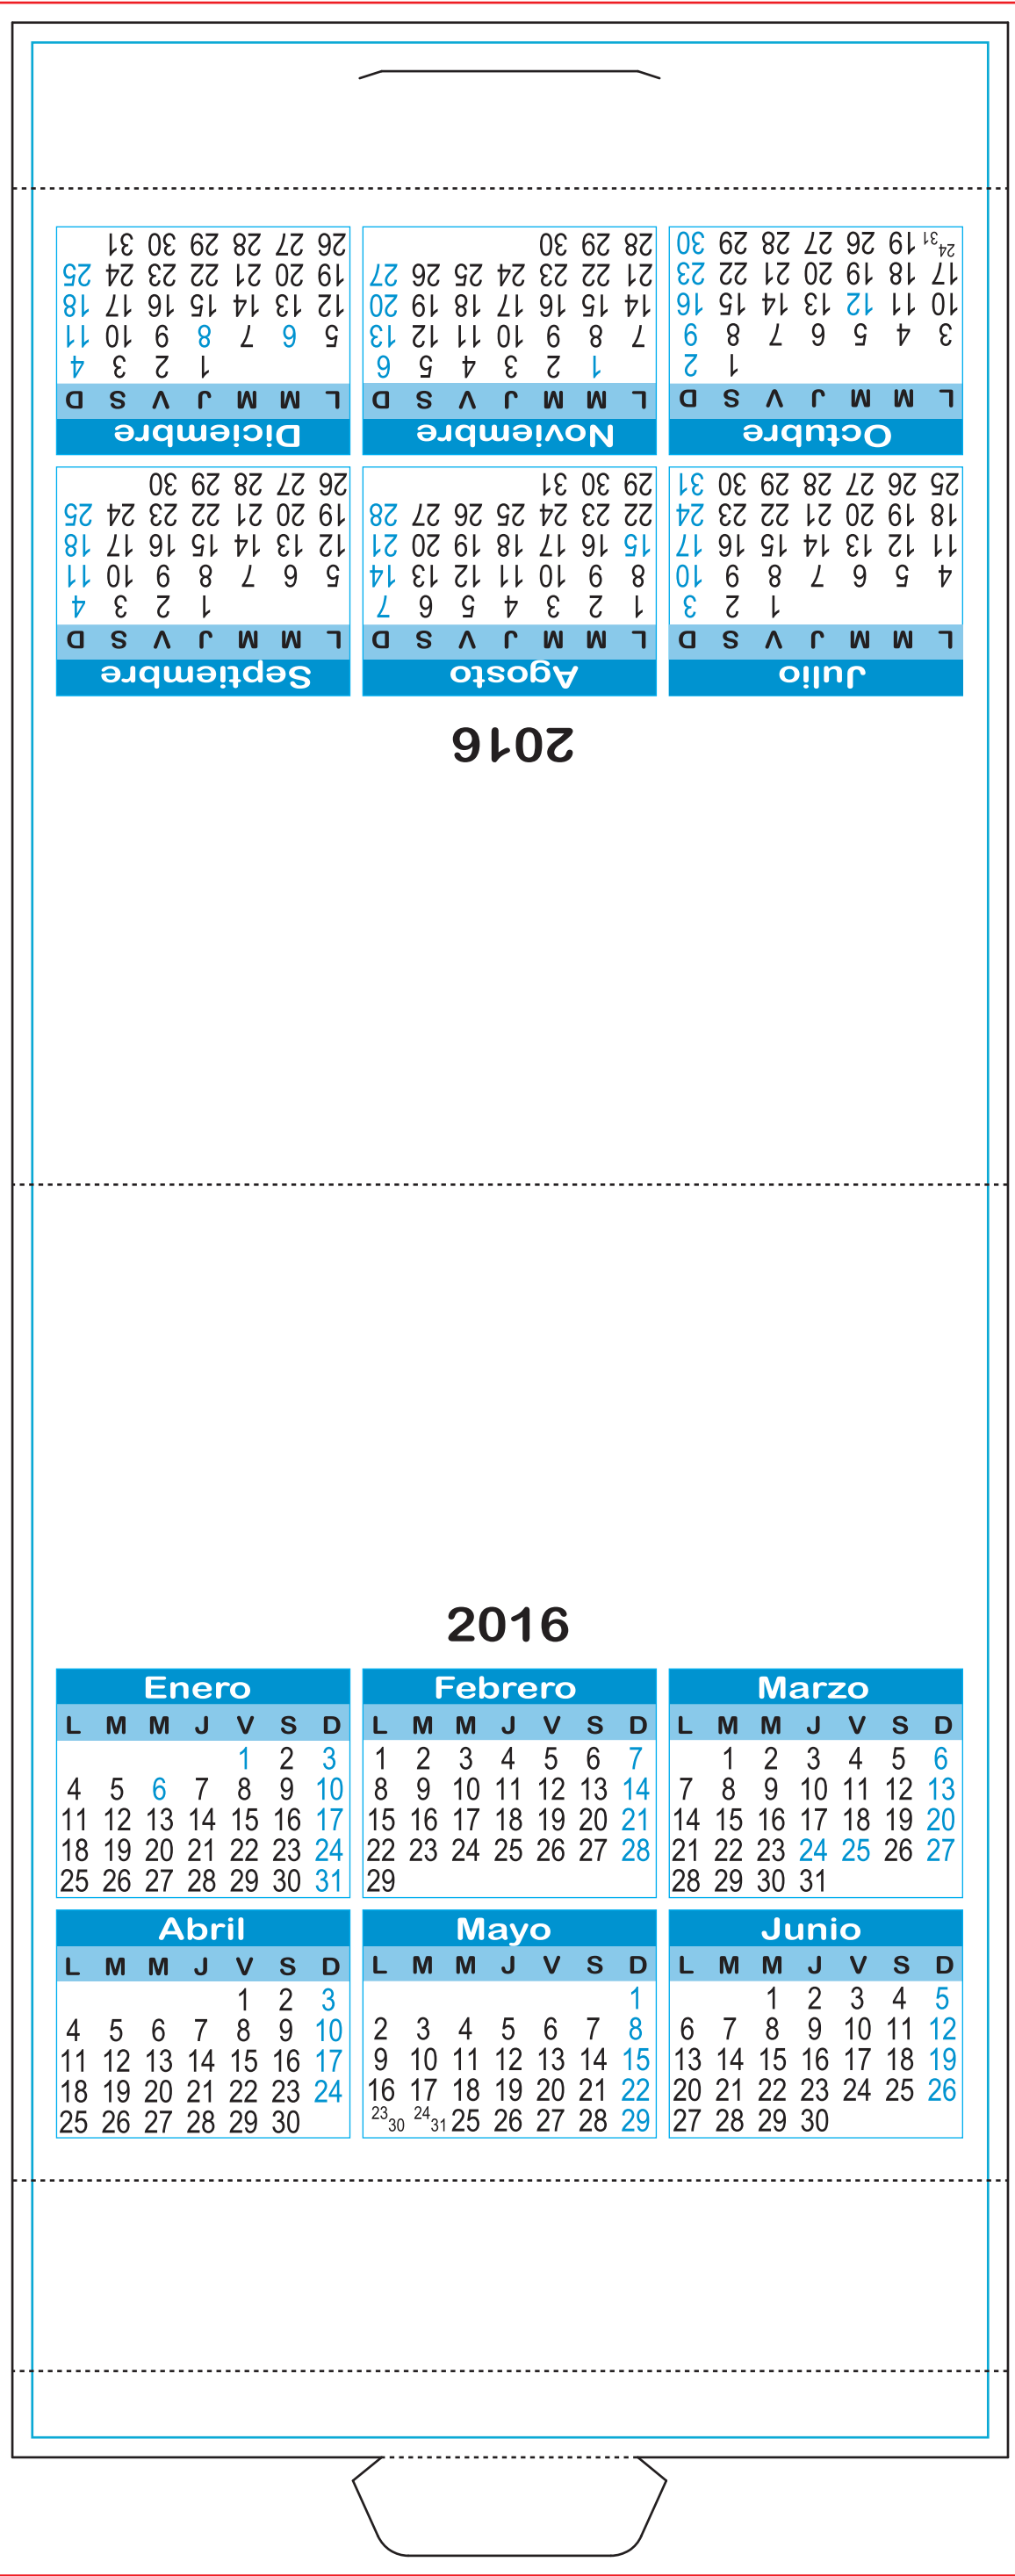 2016
Enero
L M M J V S D
1 2 3
4 5 6 7 8 9 10
11 12 13 14 15 16 17
18 19 20 21 22 23 24
25 26 27 28 29 30 31
Febrero
L M M J V S D
1 2 3 4 5 6 7
8 9 10 11 12 13 14
15 16 17 18 19 20 21
22 23 24 25 26 27 28
29
Marzo
L M M J V S D
1 2 3 4 5 6
7 8 9 10 11 12 13
14 15 16 17 18 19 20
21 22 23 24 25 26 27
28 29 30 31
Abril
L M M J V S D
1 2 3
4 5 6 7 8 9 10
11 12 13 14 15 16 17
18 19 20 21 22 23 24
25 26 27 28 29 30
Mayo
L M M J V S D
1
2 3 4 5 6 7 8
9 10 11 12 13 14 15
16 17 18 19 20 21 22
23 30 24 31 25 26 27 28 29
Junio
L M M J V S D
1 2 3 4 5
6 7 8 9 10 11 12
13 14 15 16 17 18 19
20 21 22 23 24 25 26
27 28 29 30
2016
Julio
L M M J V S D
1 2 3
4 5 6 7 8 9 10
11 12 13 14 15 16 17
18 19 20 21 22 23 24
25 26 27 28 29 30 31
Agosto
L M M J V S D
1 2 3 4 5 6 7
8 9 10 11 12 13 14
15 16 17 18 19 20 21
22 23 24 25 26 27 28
29 30 31
Septiembre
L M M J V S D
1 2 3 4
5 6 7 8 9 10 11
12 13 14 15 16 17 18
19 20 21 22 23 24 25
26 27 28 29 30
Octubre
L M M J V S D
1 2
3 4 5 6 7 8 9
10 11 12 13 14 15 16
17 18 19 20 21 22 23
24 31 19 26 27 28 29 30
Noviembre
L M M J V S D
1 2 3 4 5 6
7 8 9 10 11 12 13
14 15 16 17 18 19 20
21 22 23 24 25 26 27
28 29 30
Diciembre
L M M J V S D
1 2 3 4
5 6 7 8 9 10 11
12 13 14 15 16 17 18
19 20 21 22 23 24 25
26 27 28 29 30 31